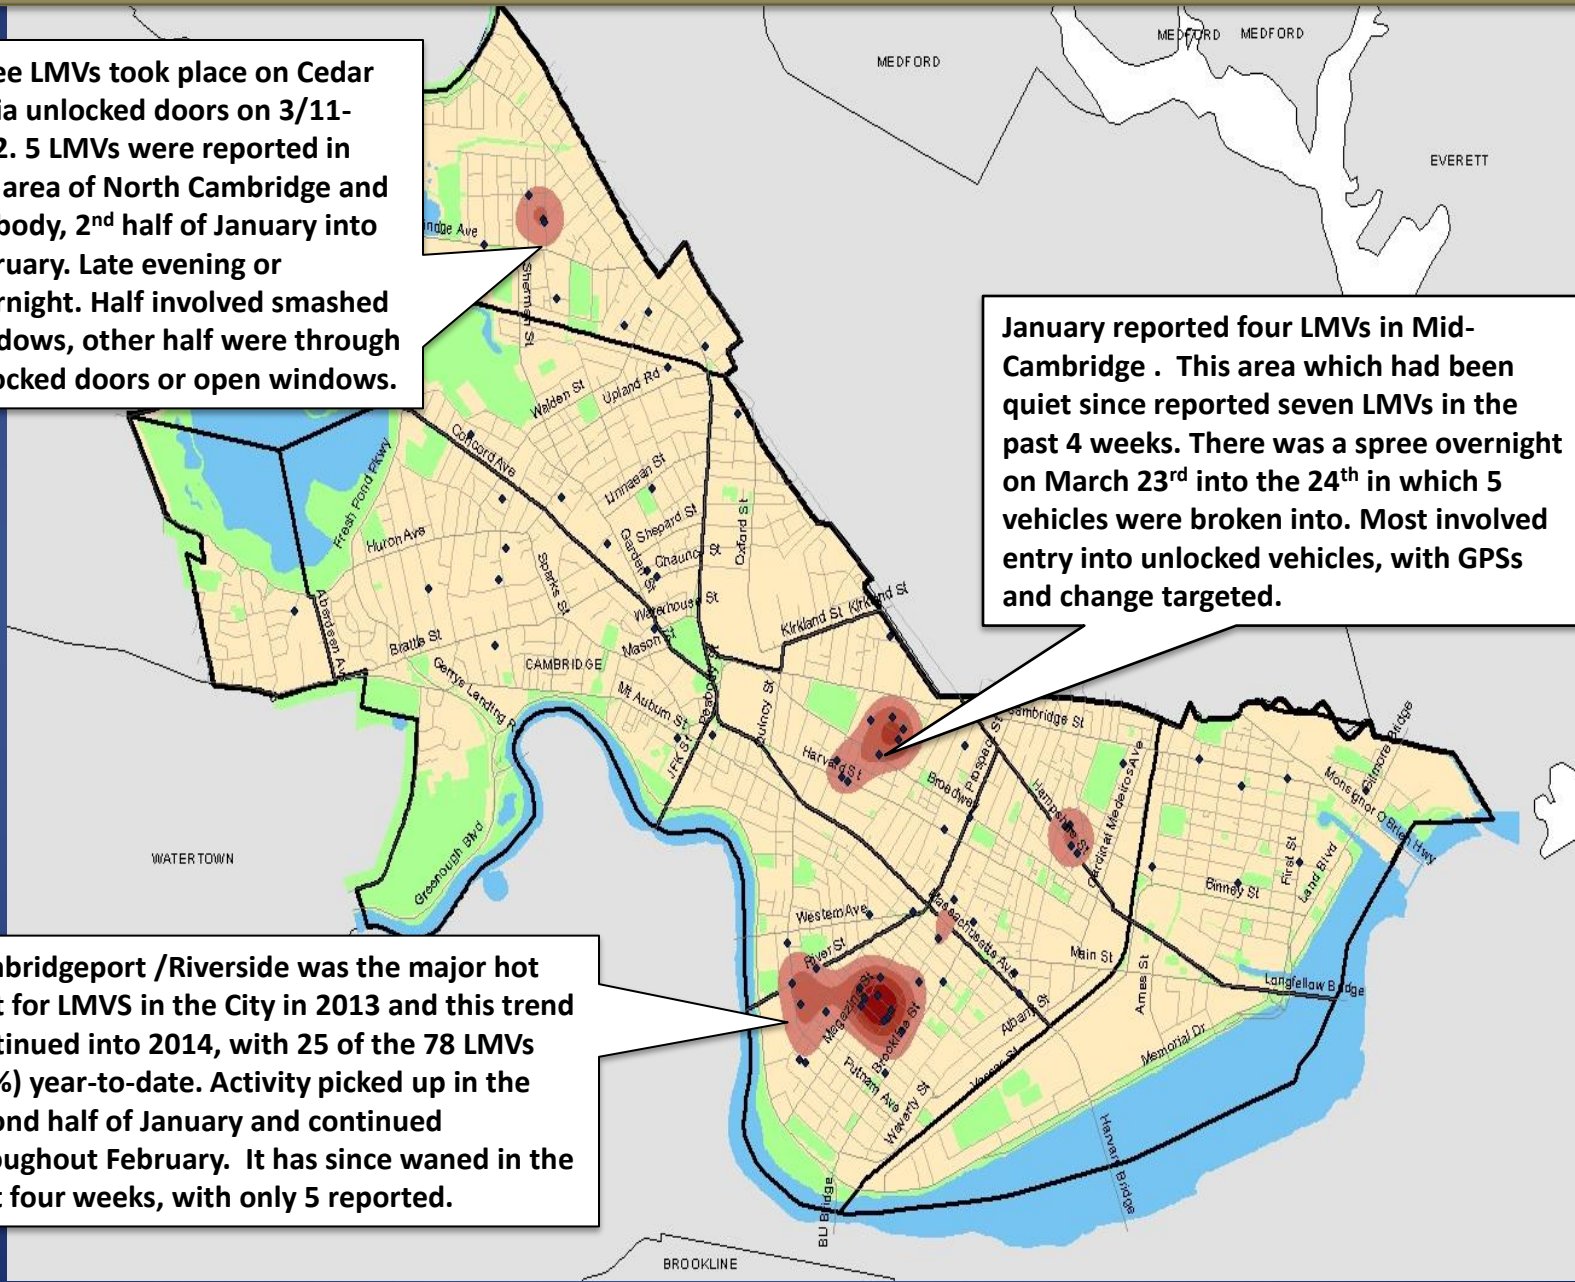 MEDFORD
MEDFORD MEDFORD
EVERETT
ee LMVs took place on Cedar
ia unlocked doors on 3/11-
2. 5 LMVs were reported in
area of North Cambridge and
body, 2nd half of January into
ruary. Late evening or
rnight. Half involved smashed
dows, other half were through
ocked doors or open windows.
January reported four LMVs in Mid-
Cambridge . This area which had been
quiet since reported seven LMVs in the
past 4 weeks. There was a spree overnight
on March 23rd into the 24th in which 5
vehicles were broken into. Most involved
entry into unlocked vehicles, with GPSs
and change targeted.
indge Ave
Sherman St
Walden St
Upland Rd
Concord Ave
Fresh Pond Pkwy
Linnaean St
Huron Ave
Shepard St
Garden St
Chaunc St
Oxford St
Sparks St
Waterhouse St
Kirkland St Kirkland St
Aberdeen Ave
Brattle St
Mason St
CAMBRIDGE
Gerrys Landing R
Mt Auburn St
Peabody St
Quincy St
JFK St
Harvard St
Broadway
Prospect St
Cambridge St
Hampshire St
Cardinal Medeiros Ave
Gilmore Bridge
Monsignor O'Brien Hwy
WATERTOWN
Greenough Blvd
Binney St
First St
Land Blvd
Western Ave
Massachusetts Ave
River St
Main St
Ames St
Longfellow Bridge
Magazine St
Brookline St
Albany St
Memorial Dr
Putnam Ave
Vassar St
Waverly St
Harvard Bridge
BU Bridge
BROOKLINE
nbridgeport /Riverside was the major hot
t for LMVS in the City in 2013 and this trend
tinued into 2014, with 25 of the 78 LMVs
%) year-to-date. Activity picked up in the
ond half of January and continued
oughout February. It has since waned in the
t four weeks, with only 5 reported.